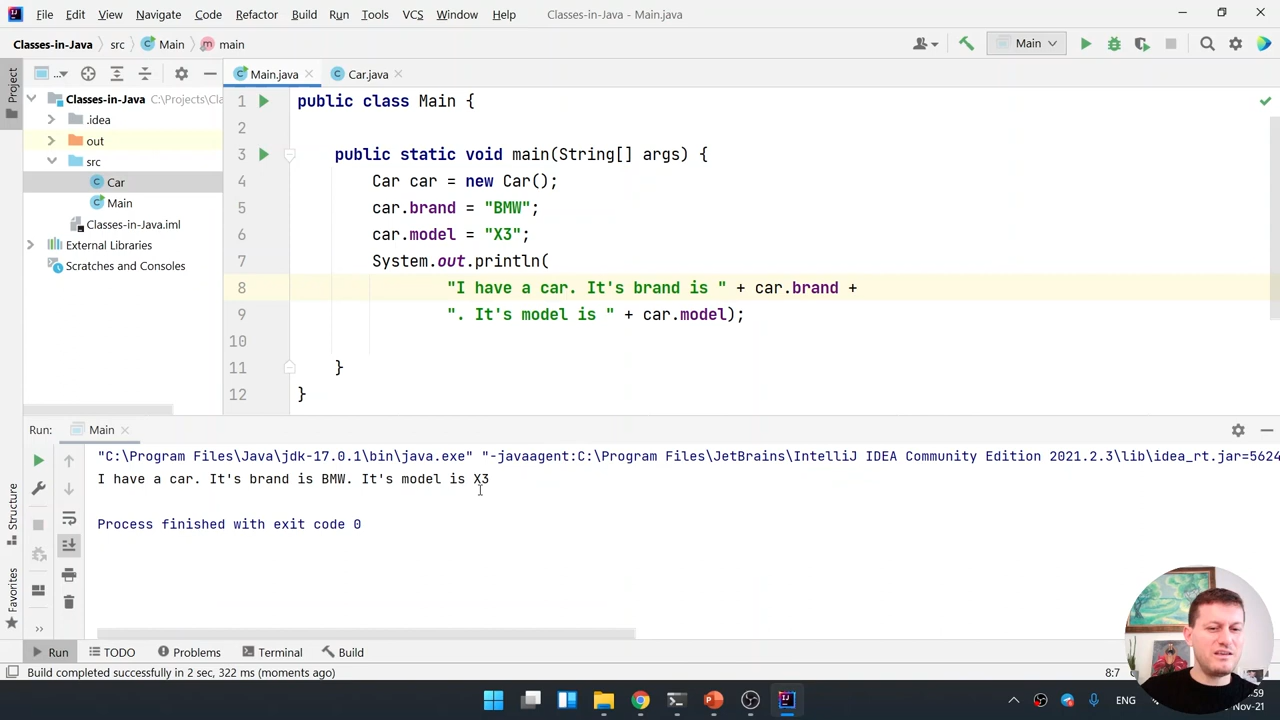 File Edit View Navigate Code Refactor Build Run Tools VCS Window Help Classes-in-Java - Main.java
Classes-in-Java src Main main Main
Project
Main.java Car.java
Classes-in-Java C:\Projects\Cla
.idea
out
src
Car
Main
Classes-in-Java.iml
External Libraries
Scratches and Consoles
1 public class Main {
2
3 public static void main(String[] args) {
4 Car car = new Car();
5 car.brand = "BMW";
6 car.model = "X3";
7 System.out.println(
8 "I have a car. It's brand is " + car.brand +
9 ". It's model is " + car.model);
10
11 }
12 }
Run: Main
"C:\Program Files\Java\jdk-17.0.1\bin\java.exe" "-javaagent:C:\Program Files\JetBrains\IntelliJ IDEA Community Edition 2021.2.3\lib\idea_rt.jar=5624
I have a car. It's brand is BMW. It's model is X3
Process finished with exit code 0
Structure
Favorites
Run TODO Problems Terminal Build
Build completed successfully in 2 sec, 322 ms (moments ago) 8:7
ENG :59
-Nov-21